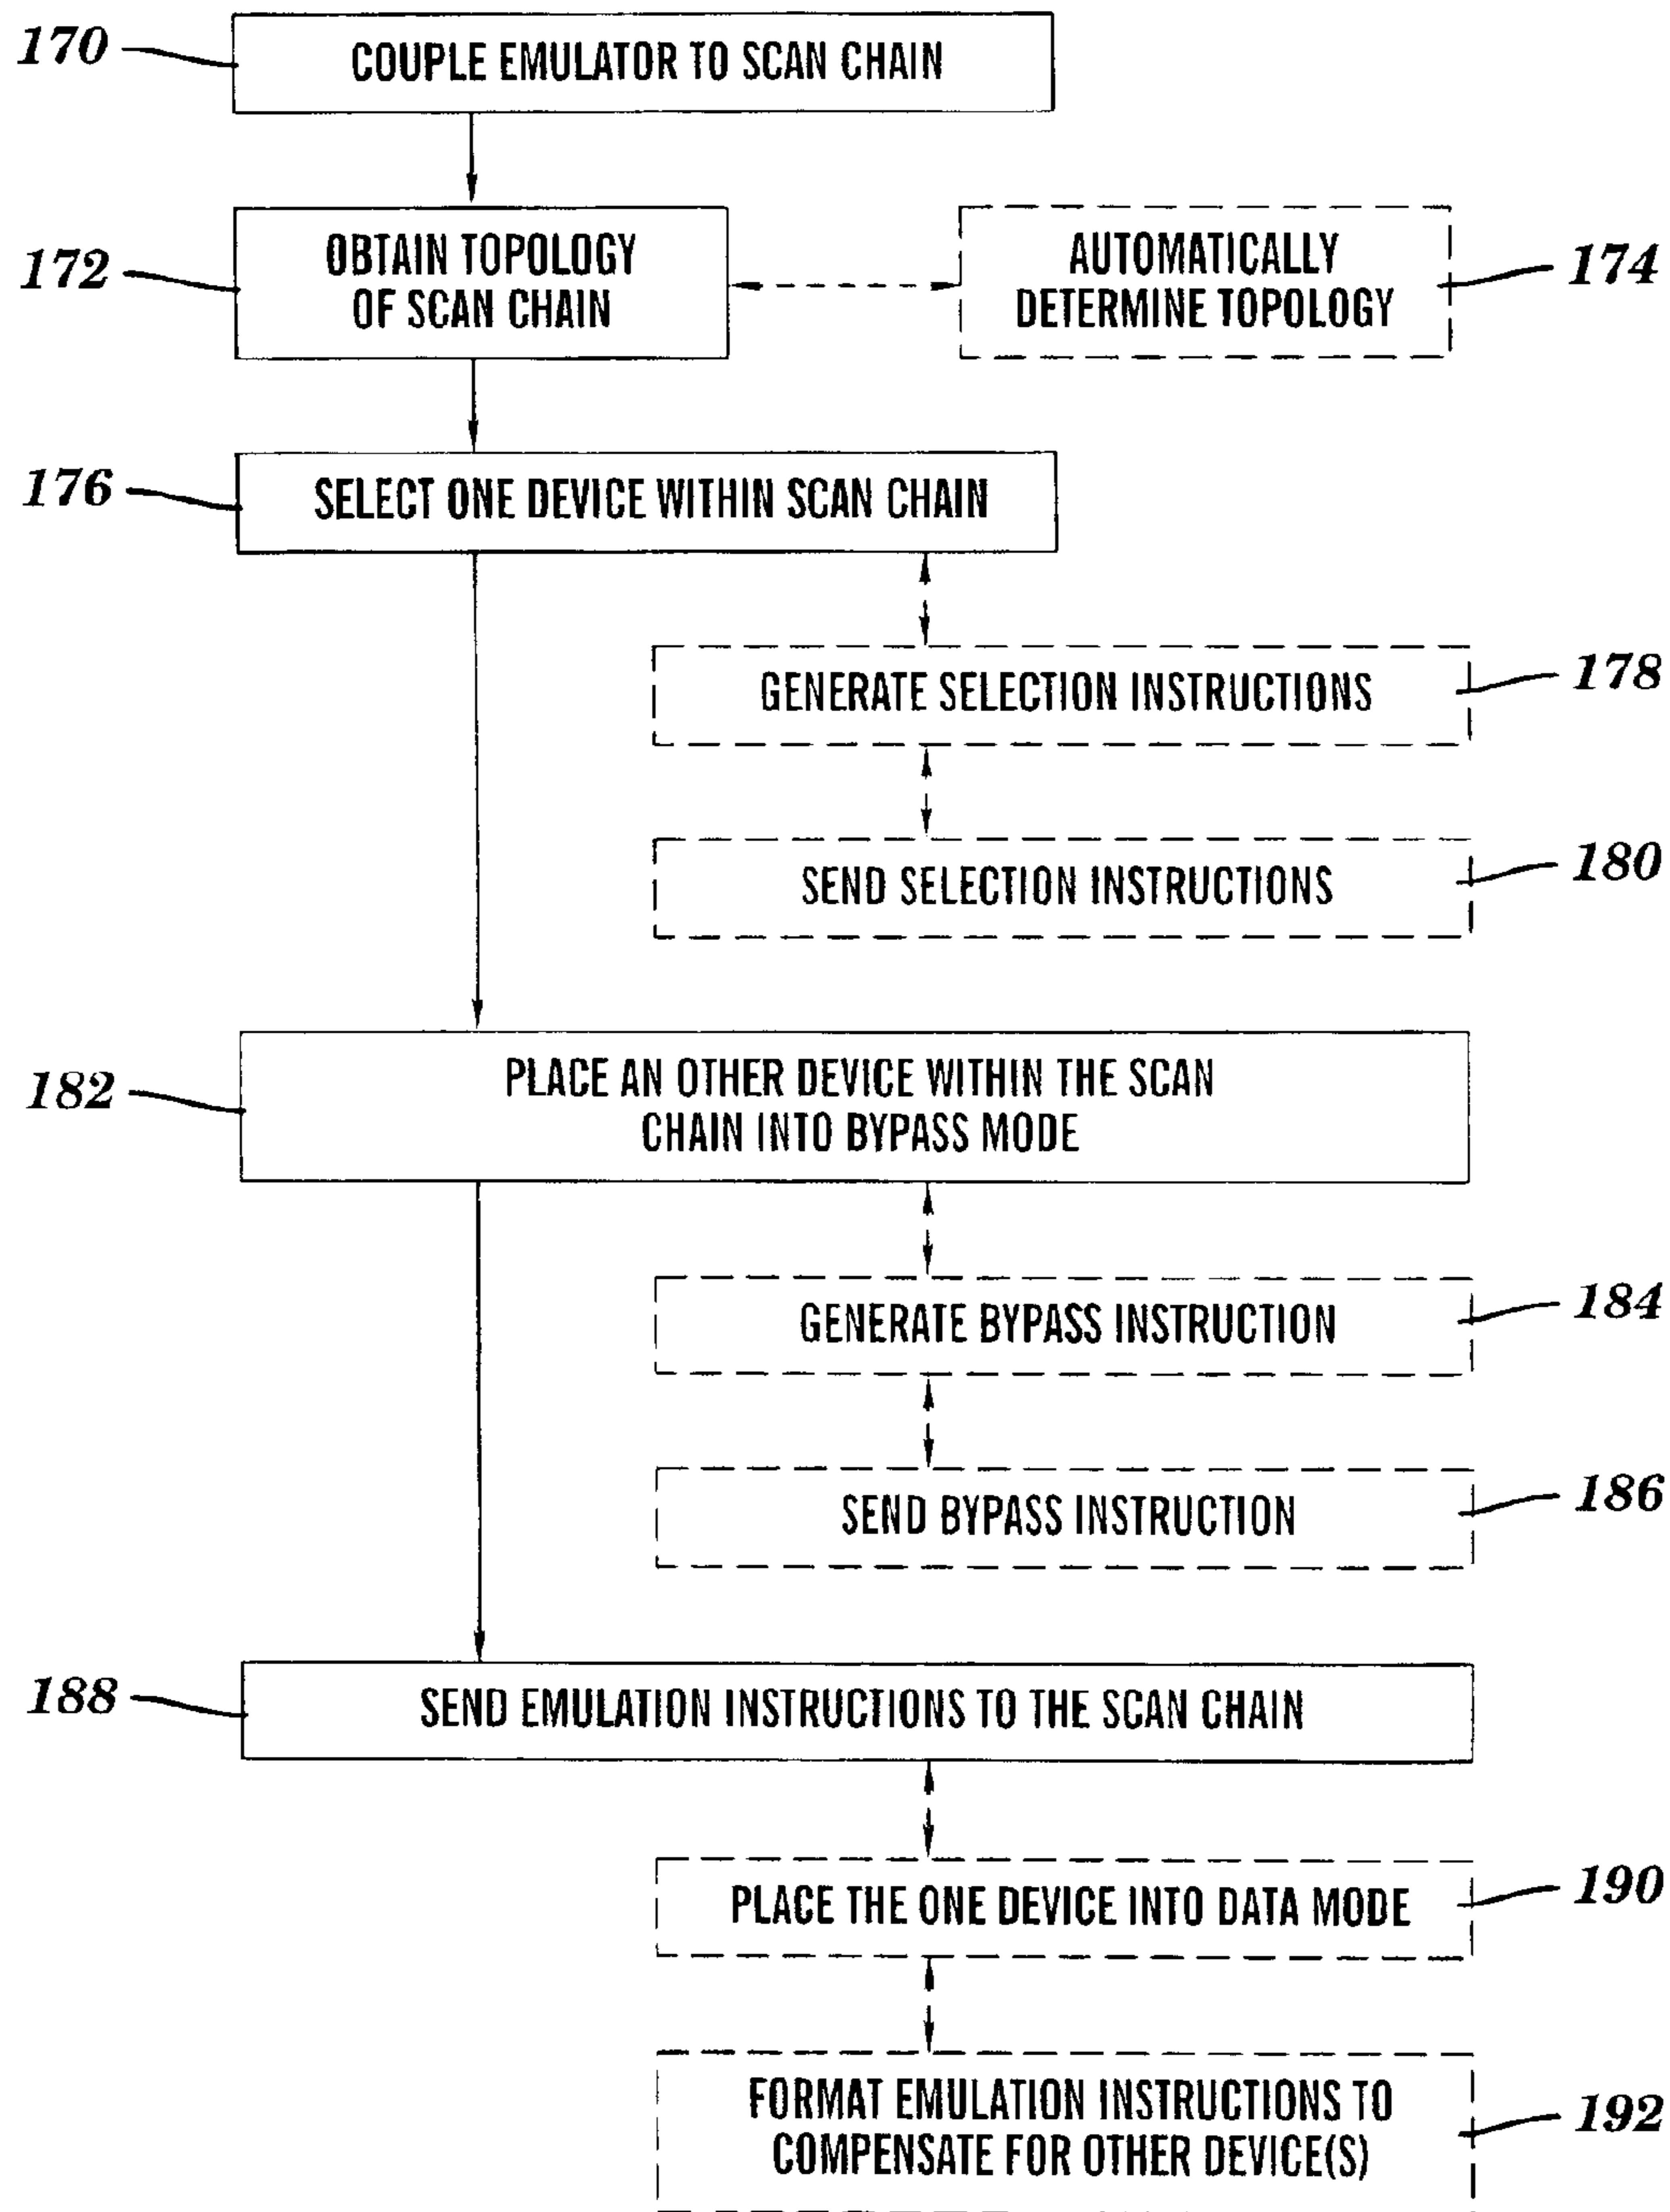 170
COUPLE EMULATOR TO SCAN CHAIN
172
OBTAIN TOPOLOGY
OF SCAN CHAIN
AUTOMATICALLY
DETERMINE TOPOLOGY
174
176
SELECT ONE DEVICE WITHIN SCAN CHAIN
GENERATE SELECTION INSTRUCTIONS
178
SEND SELECTION INSTRUCTIONS
180
182
PLACE AN OTHER DEVICE WITHIN THE SCAN
CHAIN INTO BYPASS MODE
GENERATE BYPASS INSTRUCTION
184
SEND BYPASS INSTRUCTION
186
188
SEND EMULATION INSTRUCTIONS TO THE SCAN CHAIN
PLACE THE ONE DEVICE INTO DATA MODE
190
FORMAT EMULATION INSTRUCTIONS TO
COMPENSATE FOR OTHER DEVICE(S)
192